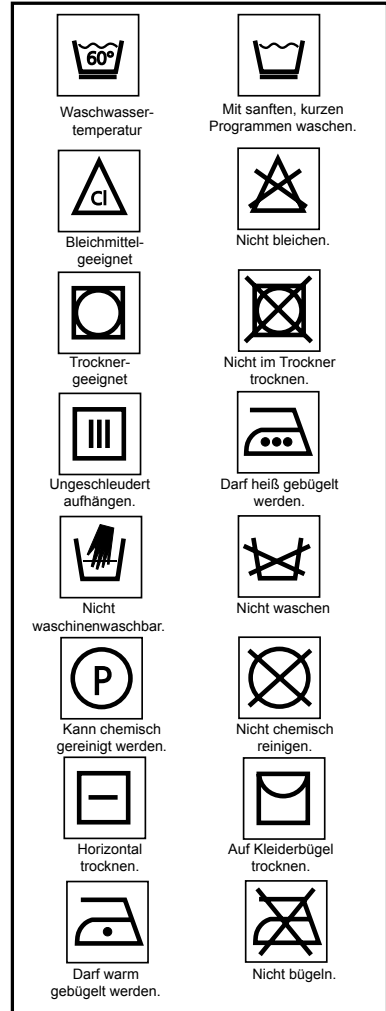 60°
Waschwasser-
temperatur
Mit sanften, kurzen
Programmen waschen.
Cl
Bleichmittel-
geeignet
Nicht bleichen.
Trockner-
geeignet
Nicht im Trockner
trocknen.
Ungeschleudert
aufhängen.
Darf heiß gebügelt
werden.
Nicht
waschinenwaschbar.
Nicht waschen
P
Kann chemisch
gereinigt werden.
Nicht chemisch
reinigen.
Horizontal
trocknen.
Auf Kleiderbügel
trocknen.
Darf warm
gebügelt werden.
Nicht bügeln.